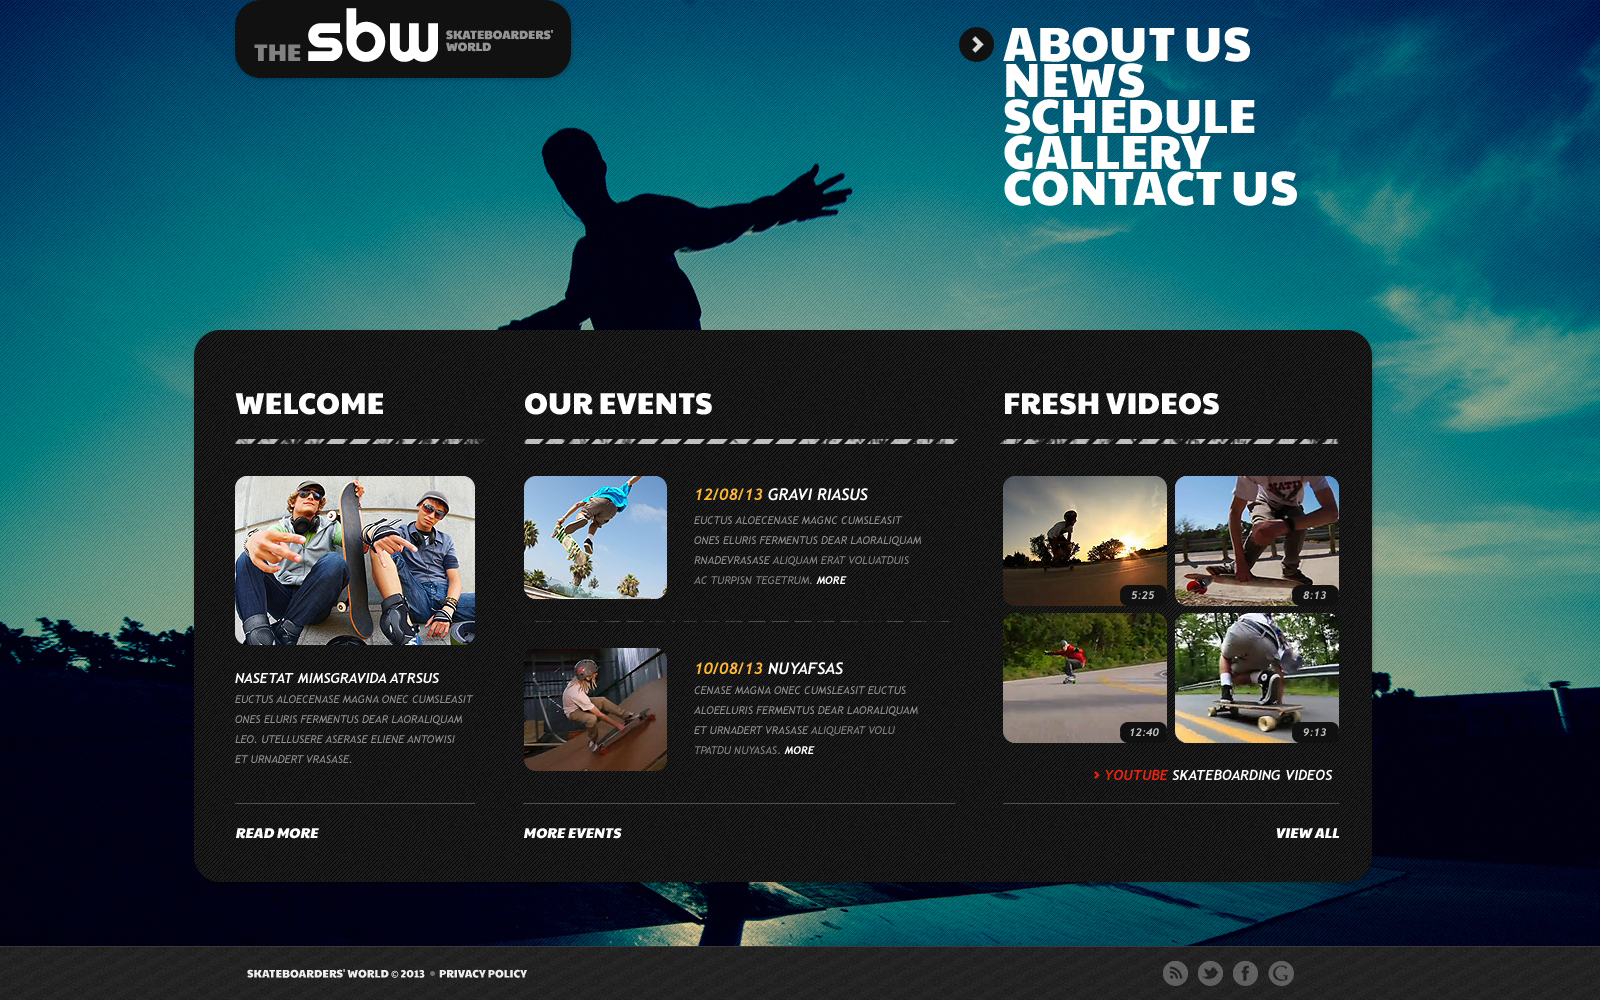 THE sbw SKATEBOARDERS' WORLD
ABOUT US
NEWS
SCHEDULE
GALLERY
CONTACT US
WELCOME
NASETAT MIMSGRAVIDA ATRSUS
EUCTUS ALOECENASE MAGNA ONEC CUMSLEASIT
ONES ELURIS FERMENTUS DEAR LAORALIQUAM
LEO. UTELLUSERE ASERASE ELIENE ANTOWISI
ET URNADERT VRASASE.
READ MORE
OUR EVENTS
12/08/13 GRAVI RIASUS
EUCTUS ALOECENASE MAGNC CUMSLEASIT
ONES ELURIS FERMENTUS DEAR LAORALIQUAM
RNADEVRASASE ALIQUAM ERAT VOLUATDUIS
AC TURPISN TEGETRUM. MORE
10/08/13 NUYAFSAS
CENASE MAGNA ONEC CUMSLEASIT EUCTUS
ALOEELURIS FERMENTUS DEAR LAORALIQUAM
ET URNADERT VRASASE ALIQUERAT VOLU
TPATDU NUYASAS. MORE
MORE EVENTS
FRESH VIDEOS
5:25
8:13
12:40
9:13
YOUTUBE SKATEBOARDING VIDEOS
VIEW ALL
SKATEBOARDERS' WORLD © 2013 • PRIVACY POLICY